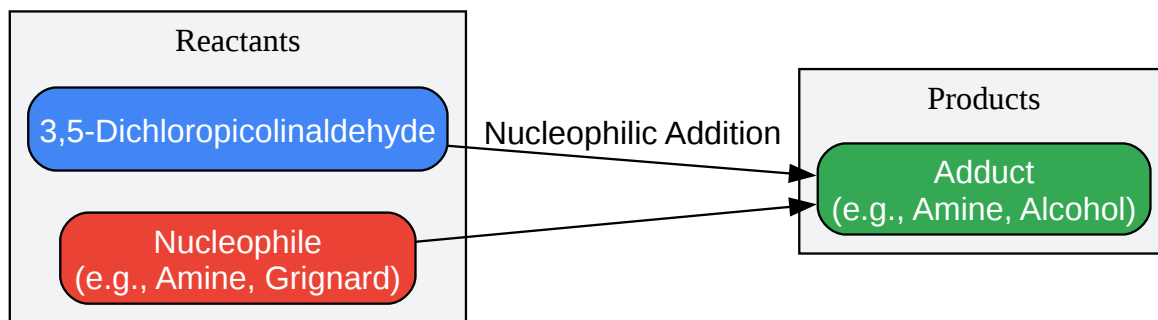 Reactants
3,5-Dichloropicolinaldehyde
Nucleophilic Addition
Nucleophile
(e.g., Amine, Grignard)
Products
Adduct
(e.g., Amine, Alcohol)